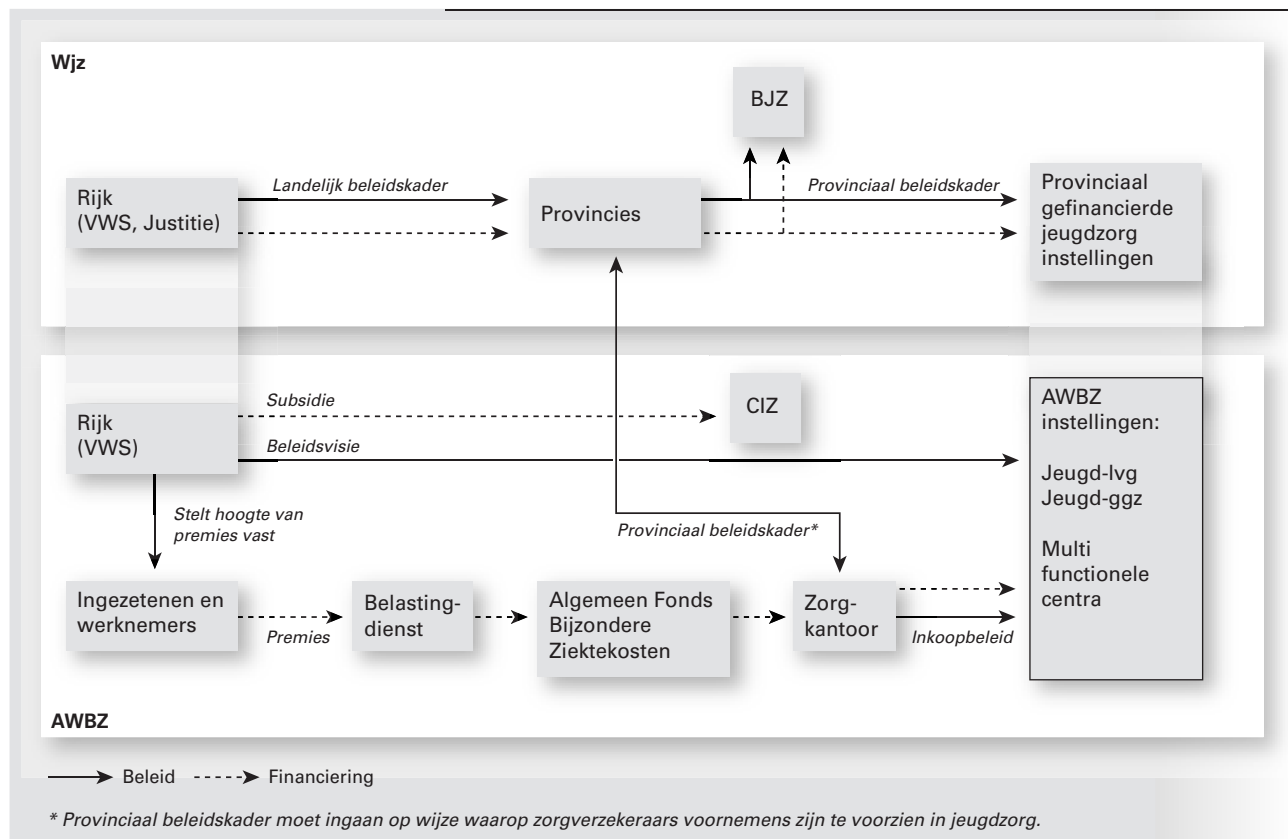 Wjz
BJZ
Rijk
(VWS, Justitie)
Landelijk beleidskader
Provincies
Provinciaal beleidskader
Provinciaal
gefinancierde
jeugdzorg
instellingen
Rijk
(VWS)
Subsidie
CIZ
Beleidsvisie
AWBZ
instellingen:
Jeugd-lvg
Jeugd-ggz
Multi
functionele
centra
Stelt hoogte van
premies vast
Provinciaal beleidskader*
Ingezetenen en
werknemers
Premies
Belasting-
dienst
Algemeen Fonds
Bijzondere
Ziektekosten
Zorg-
kantoor
Inkoopbeleid
AWBZ
Beleid
Financiering
* Provinciaal beleidskader moet ingaan op wijze waarop zorgverzekeraars voornemens zijn te voorzien in jeugdzorg.